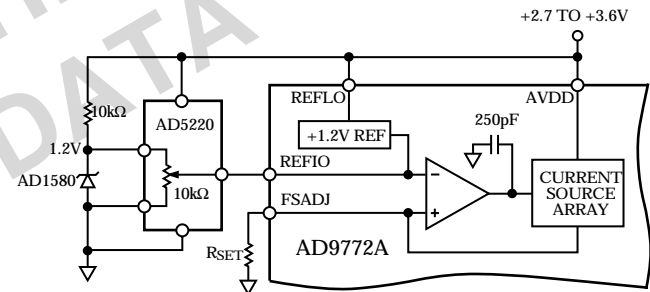 DATA
+2.7 TO +3.6V
REFLO
AVDD
10kΩ
AD5220
250pF
+1.2V REF
1.2V
REFIO
AD1580
10kΩ
FSADJ
CURRENT
SOURCE
ARRAY
RSET
AD9772A